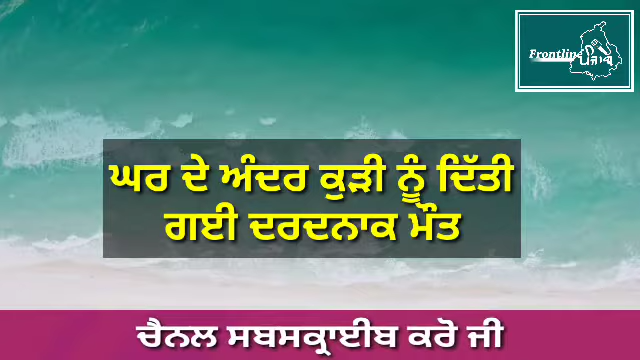 Frontline
ਪੰਜਾਬ
ਘਰ ਦੇ ਅੰਦਰ ਕੁੜੀ ਨੂੰ ਦਿੱਤੀ
ਗਈ ਦਰਦਨਾਕ ਮੌਤ
ਚੈਨਲ ਸਬਸਕ੍ਰਾਈਬ ਕਰੋ ਜੀ